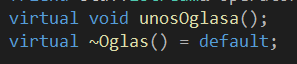 virtual void unosOglasa();
virtual ~Oglas() = default;